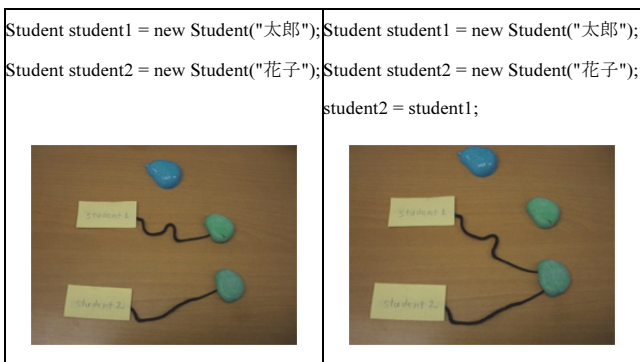 Student student1 = new Student("太郎");
Student student2 = new Student("花子");
student1
student2
Student student1 = new Student("太郎");
Student student2 = new Student("花子");
student2 = student1;
student1
student2